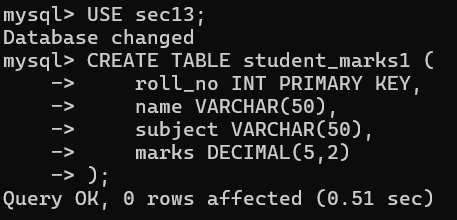 mysql> USE sec13;
Database changed
mysql> CREATE TABLE student_marks1 (
    ->     roll_no INT PRIMARY KEY,
    ->     name VARCHAR(50),
    ->     subject VARCHAR(50),
    ->     marks DECIMAL(5,2)
    -> );
Query OK, 0 rows affected (0.51 sec)